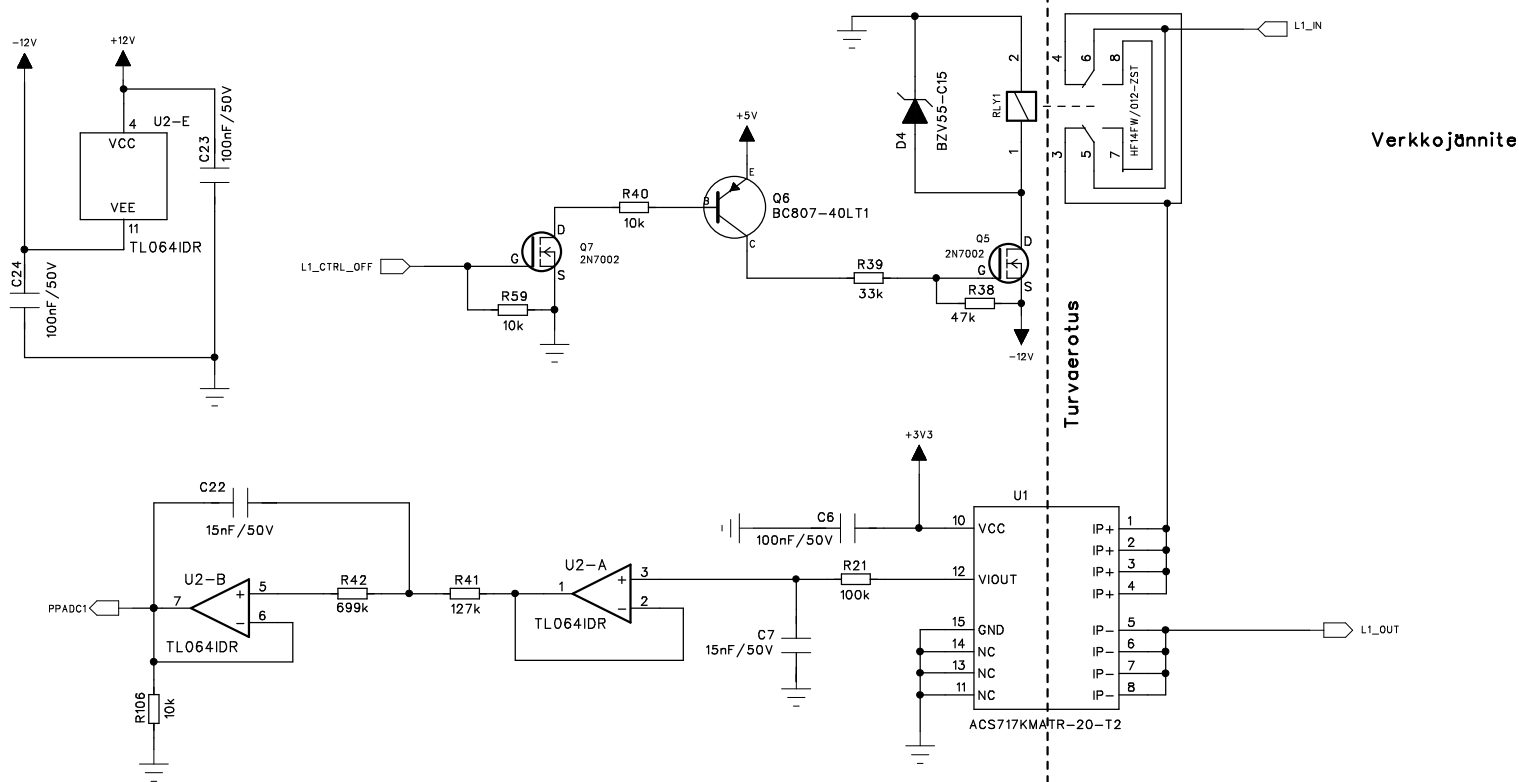 -12V
+12V
4
U2-E
VCC
VEE
11
TL064IDR
C23
100nF/50V
C24
100nF/50V
L1_CTRL_OFF
G
D
S
Q7
2N7002
R59
10k
R40
10k
+5V
B
E
C
Q6
BC807-40LT1
R39
33k
D4
BZV55-C15
RLY1
2
1
Q5
2N7002
G
D
S
R38
47k
-12V
4
6
8
3
5
7
HF14FW/012-ZST
L1_IN
Verkkojännite
Turvaerotus
+3V3
C6
100nF/50V
U1
10
VCC
12
VIOUT
15
GND
14
NC
13
NC
11
NC
IP+
1
IP+
2
IP+
3
IP+
4
IP-
5
IP-
6
IP-
7
IP-
8
ACS717KMATR-20-T2
L1_OUT
R21
100k
C7
15nF/50V
U2-A
1
+
3
-
2
TL064IDR
R41
127k
R42
699k
C22
15nF/50V
U2-B
7
+
5
-
6
TL064IDR
PPADC1
R106
10k